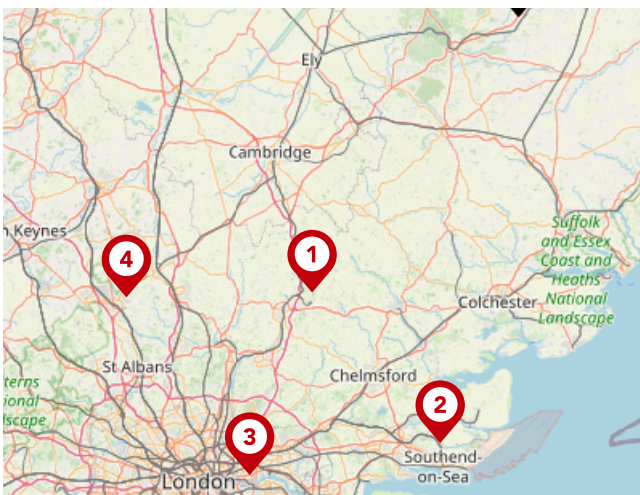 Ely
Cambridge
n Keynes
Suffolk
and Essex
Coast and
Heaths
National
Landscape
1
4
Colchester
St Albans
Chelmsford
terns
ional
dscape
2
3
Southend-
on-Sea
London